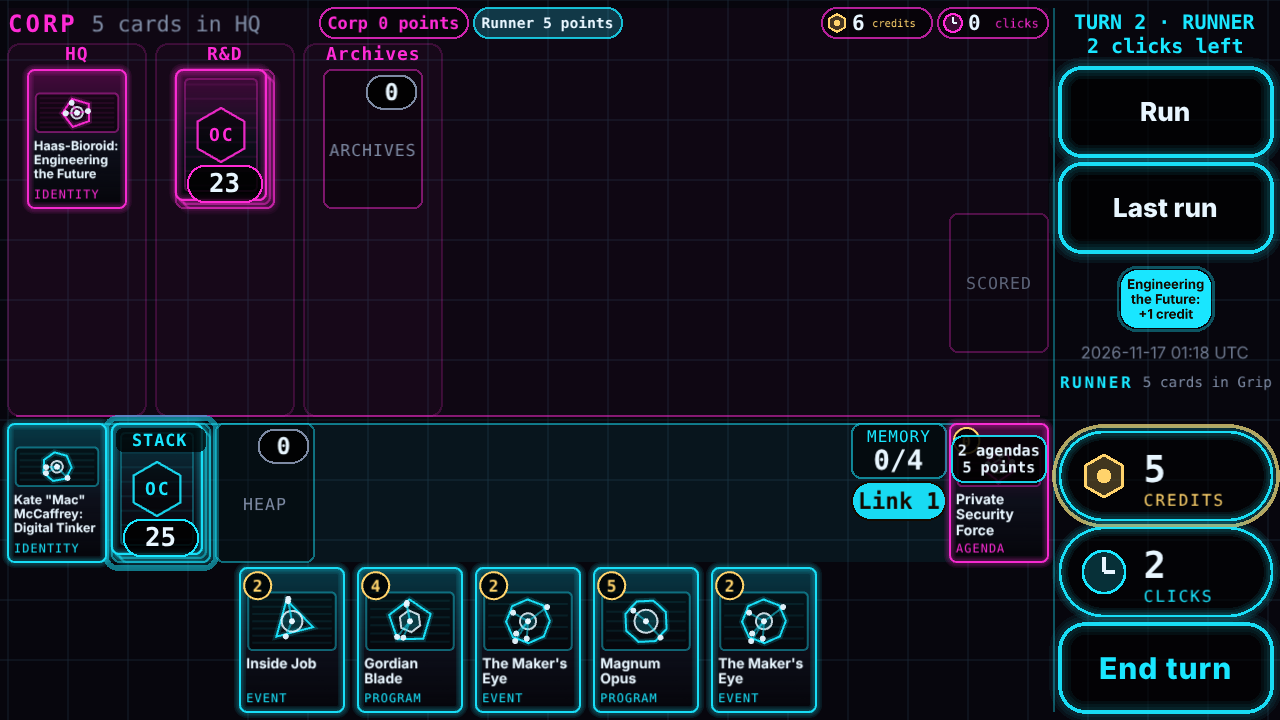 CORP 5 cards in HQ
Corp 0 points
Runner 5 points
6 credits
0 clicks
TURN 2 · RUNNER
2 clicks left
HQ
R&D
Archives
Haas-Bioroid:
Engineering
the Future
IDENTITY
OC
23
0
ARCHIVES
SCORED
Run
Last run
Engineering
the Future:
+1 credit
2026-11-17 01:18 UTC
RUNNER 5 cards in Grip
Kate "Mac"
McCaffrey:
Digital Tinker
IDENTITY
STACK
OC
25
0
HEAP
MEMORY
0/4
Link 1
2 agendas
5 points
Private
Security
Force
AGENDA
5
CREDITS
2
CLICKS
End turn
2
Inside Job
EVENT
4
Gordian
Blade
PROGRAM
2
The Maker's
Eye
EVENT
5
Magnum
Opus
PROGRAM
2
The Maker's
Eye
EVENT